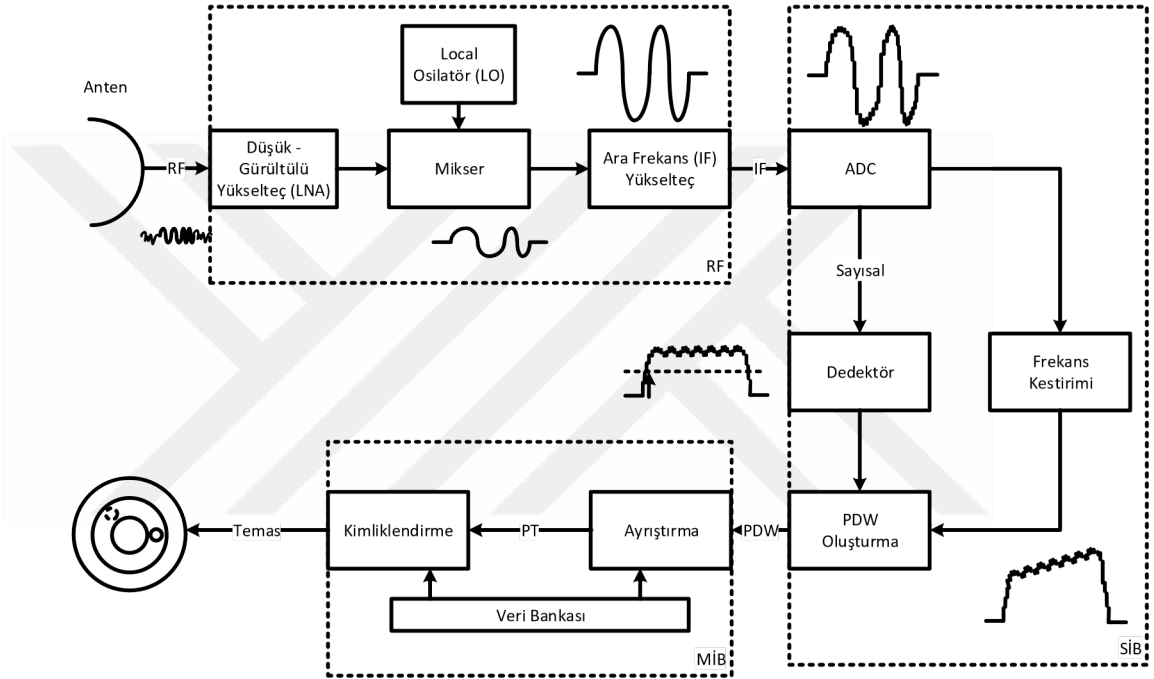 Anten
RF
Düşük -
Gürültülü
Yükselteç (LNA)
Local
Osilatör (LO)
Mikser
Ara Frekans (IF)
Yükselteç
RF
IF
ADC
Sayısal
Dedektör
Frekans
Kestirimi
PDW
Oluşturma
SİB
PDW
Ayrıştırma
PT
Kimliklendirme
Temas
Veri Bankası
MİB